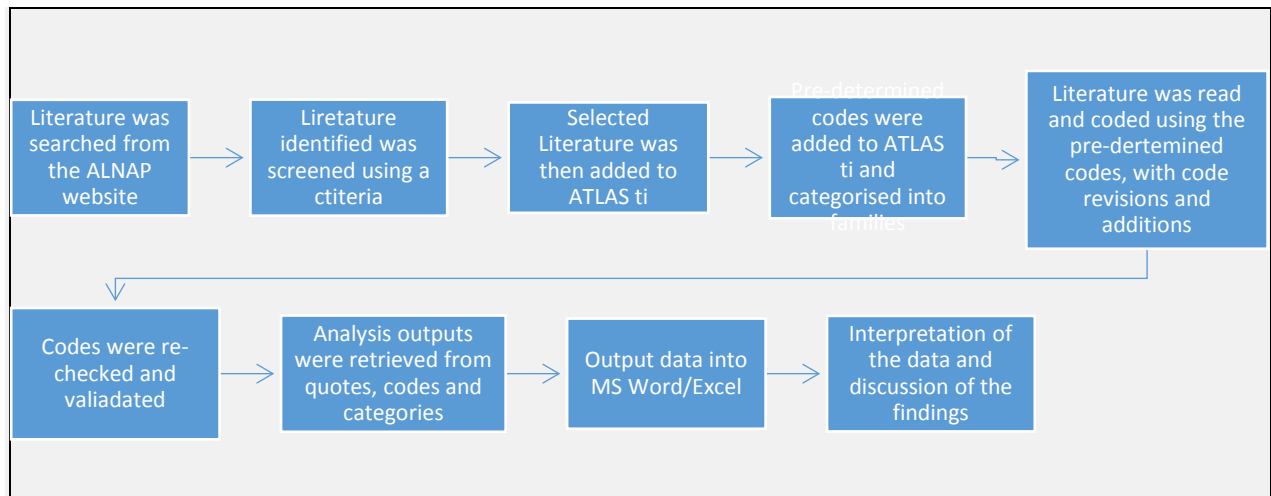 Literature was
searched from
the ALNAP
website
Liretature
identified was
screened using a
ctiteria
Selected
Literature was
then added to
ATLAS ti
Pre-determined
codes were
added to ATLAS
ti and
categorised into
families
Literature was read
and coded using the
pre-dertemined
codes, with code
revisions and
additions
Codes were re-
checked and
valiadated
Analysis outputs
were retrieved from
quotes, codes and
categories
Output data into
MS Word/Excel
Interpretation of
the data and
discussion of the
findings